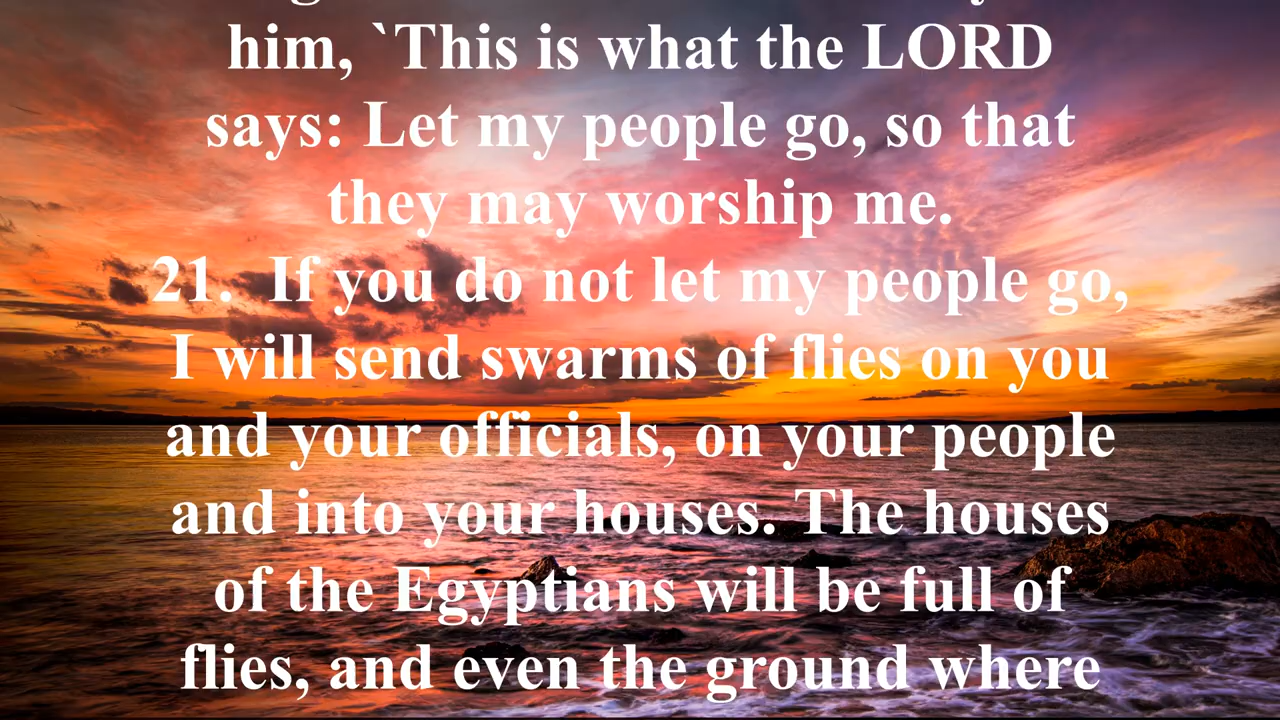 him, `This is what the LORD
says: Let my people go, so that
they may worship me.
21.  If you do not let my people go,
I will send swarms of flies on you
and your officials, on your people
and into your houses. The houses
of the Egyptians will be full of
flies, and even the ground where